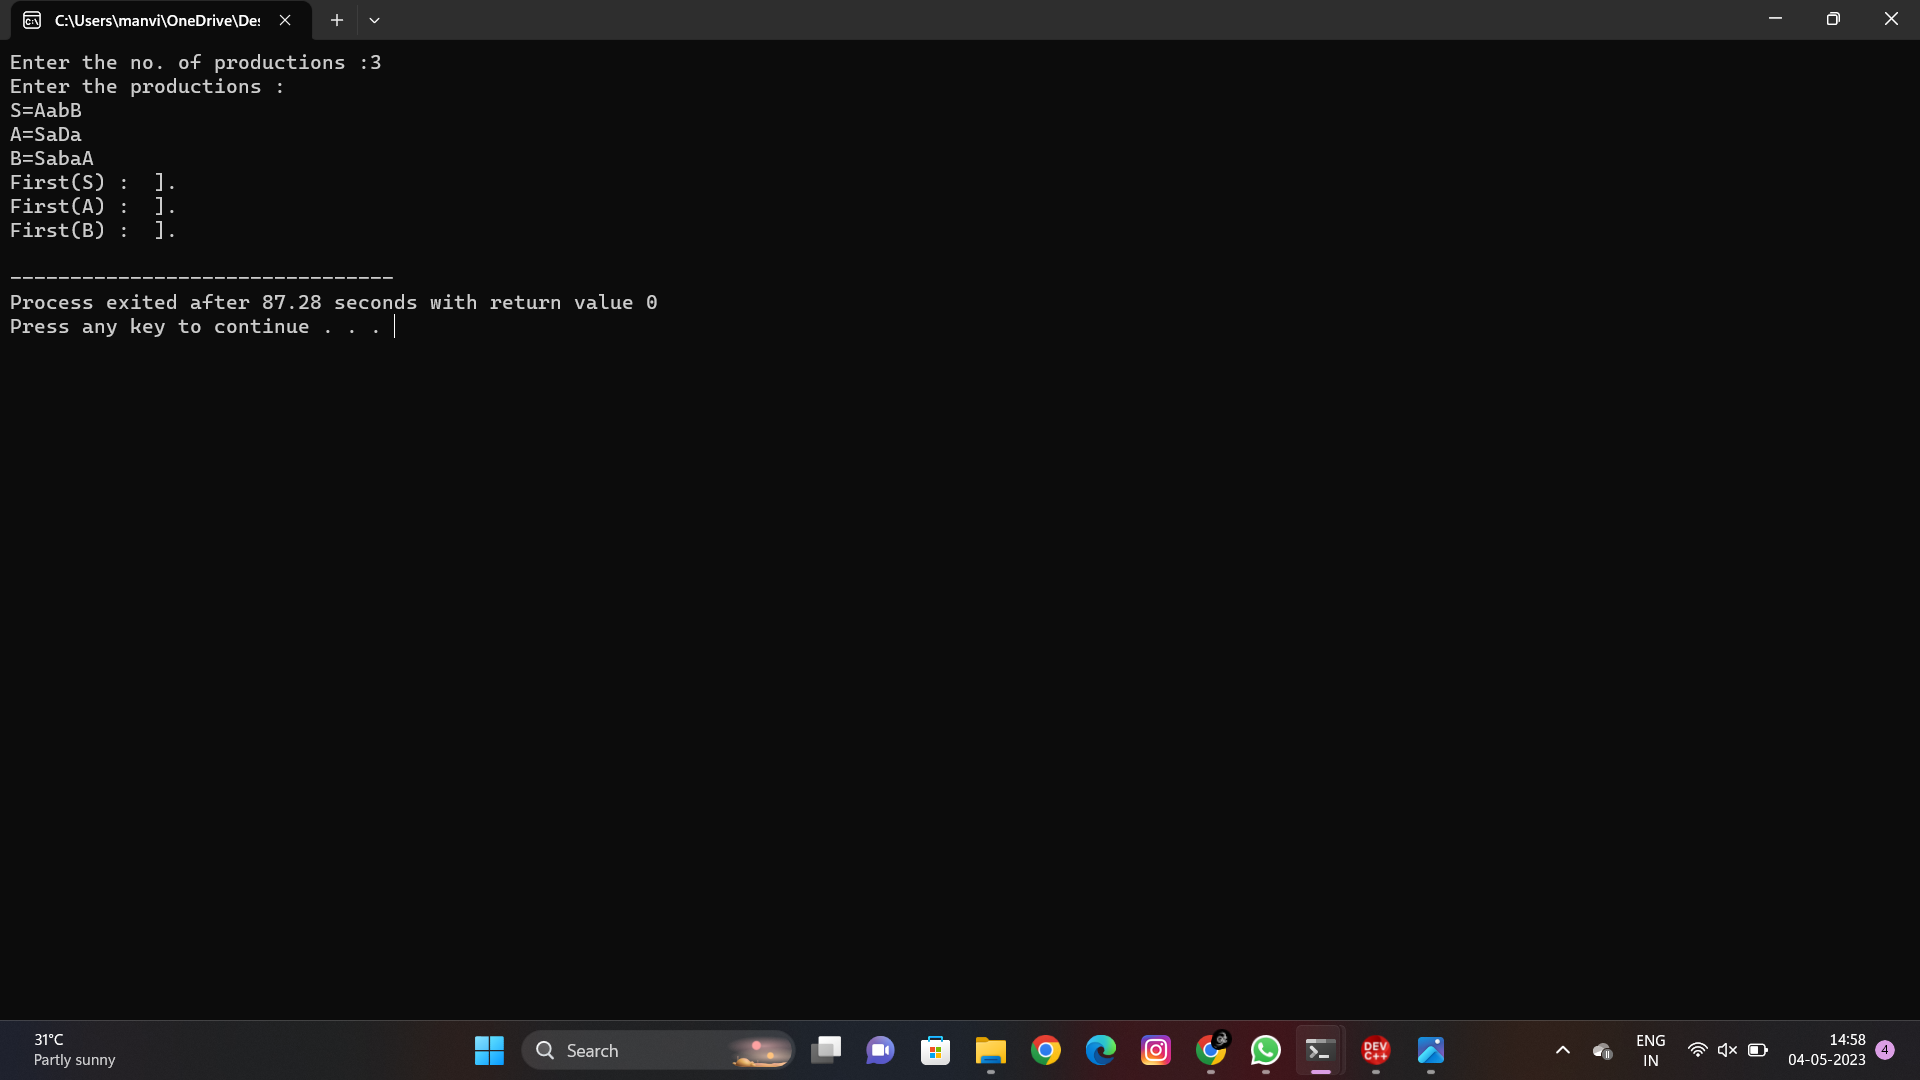 C:\Users\manvi\OneDrive\Des
Enter the no. of productions :3
Enter the productions :
S=AabB
A=SaDa
B=SabaA
First(S) :  ].
First(A) :  ].
First(B) :  ].
--------------------------------
Process exited after 87.28 seconds with return value 0
Press any key to continue . . .
31°C
Partly sunny
Search
DEV
C++
ENG
IN
14:58
04-05-2023
4